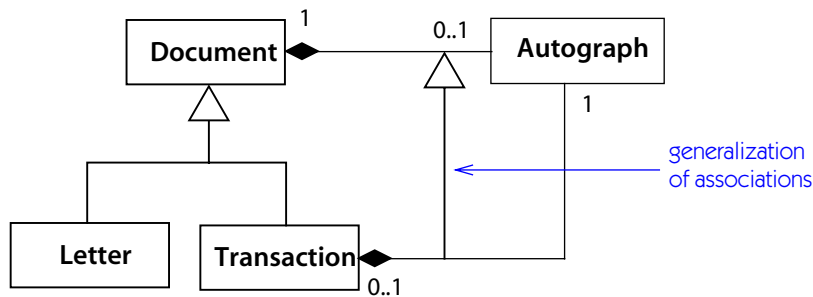 1
0..1
Document
Autograph
1
generalization
of associations
Letter
Transaction
0..1